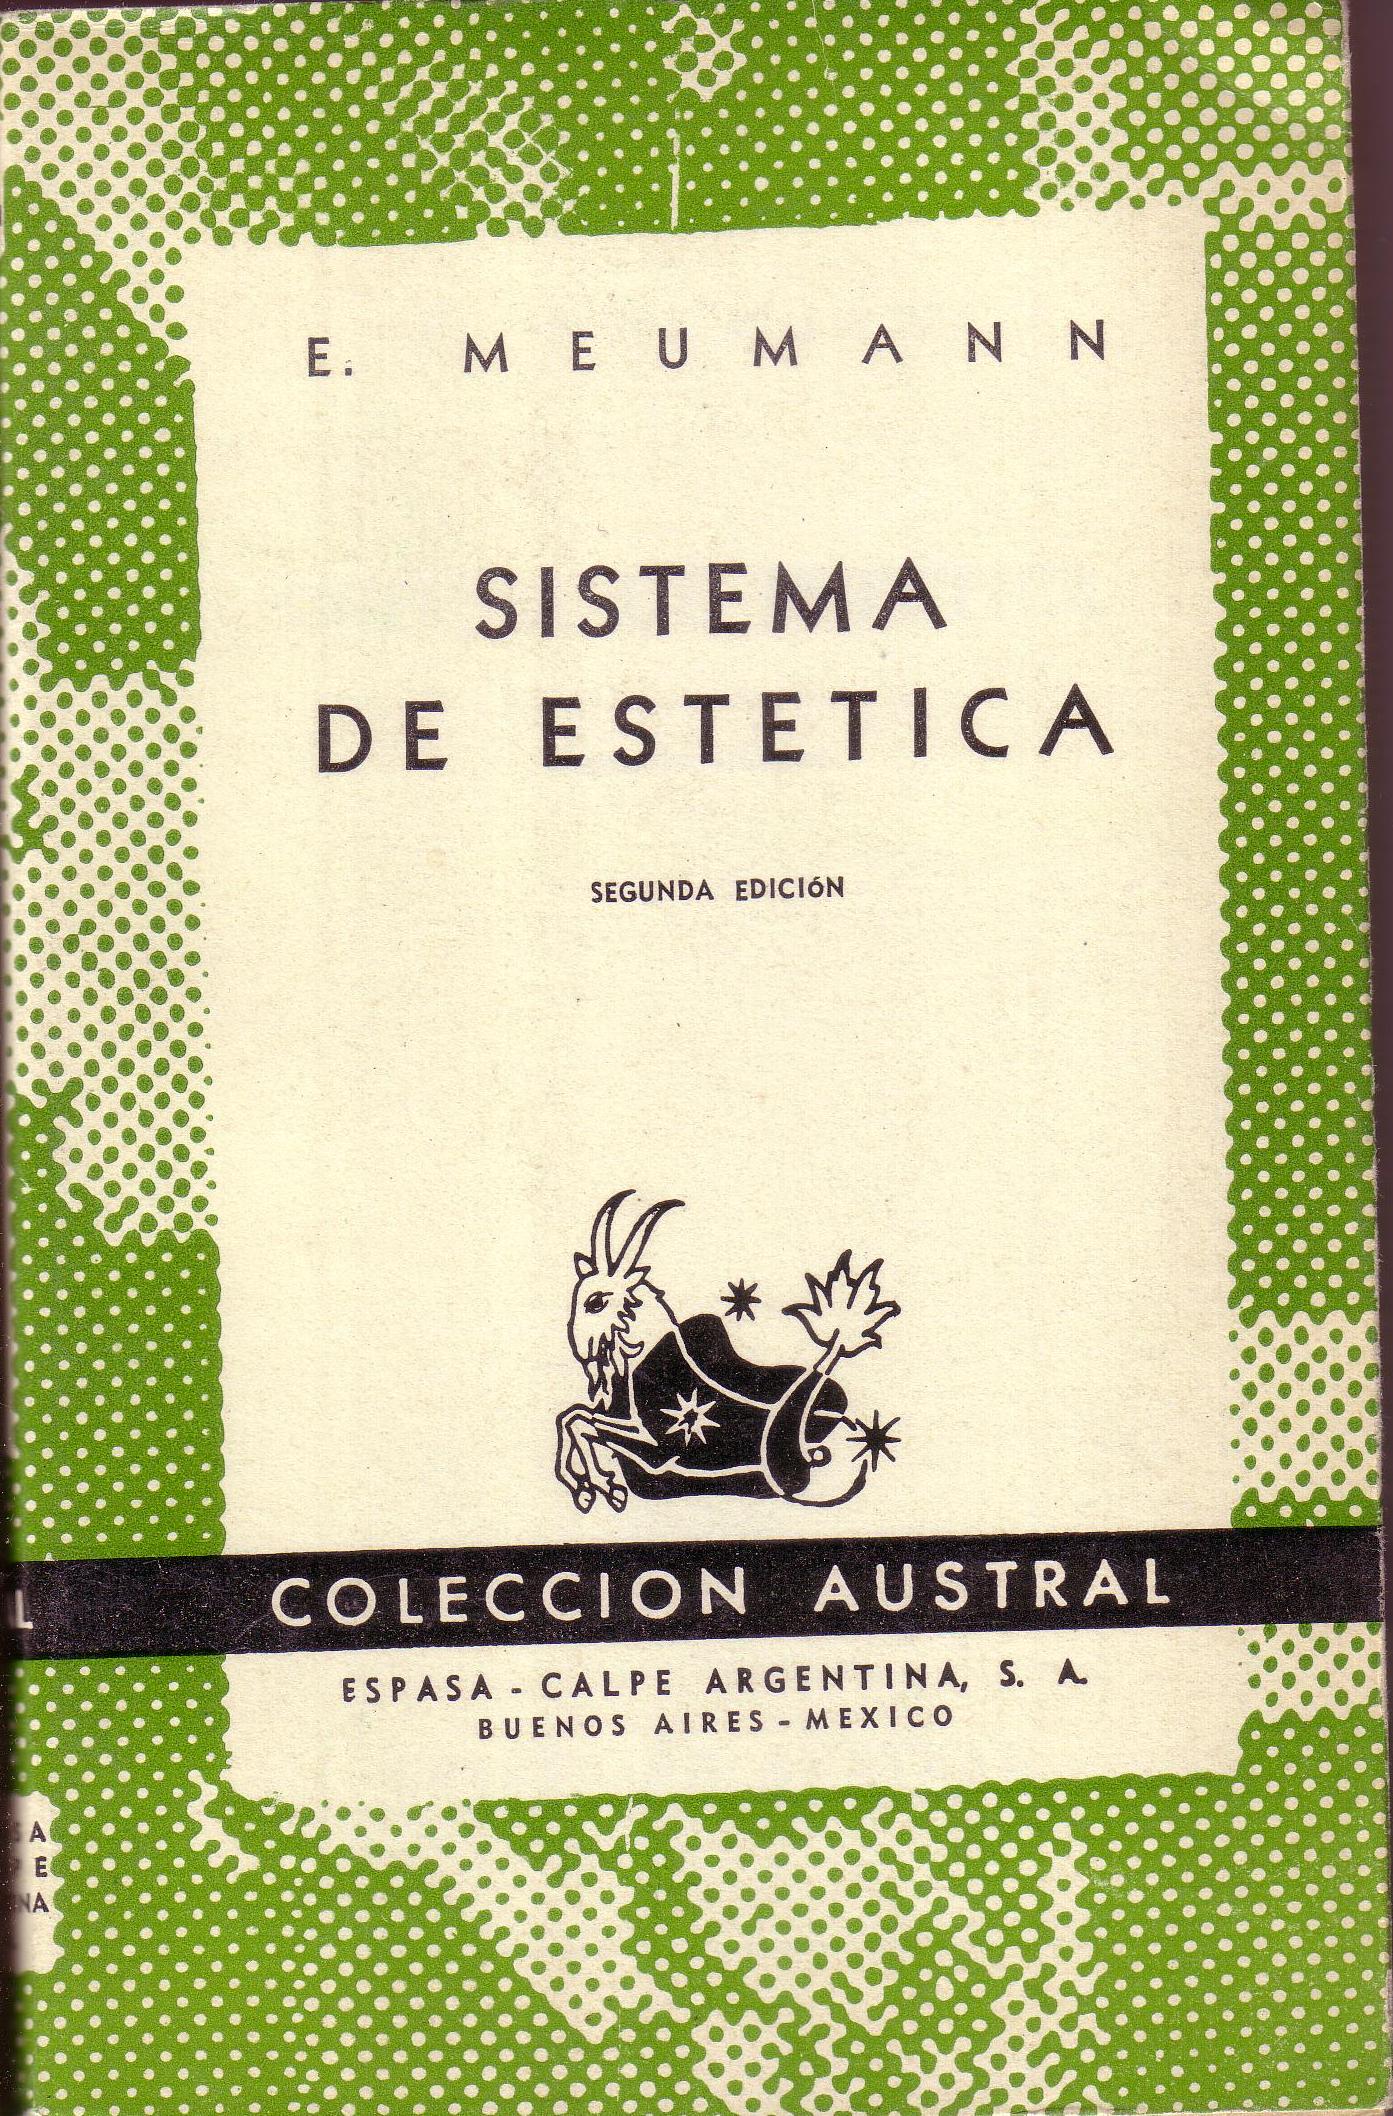 E. MEUMANN
SISTEMA
DE ESTETICA
SEGUNDA EDICIÓN
COLECCION AUSTRAL
ESPASA - CALPE ARGENTINA, S. A.
BUENOS AIRES - MEXICO